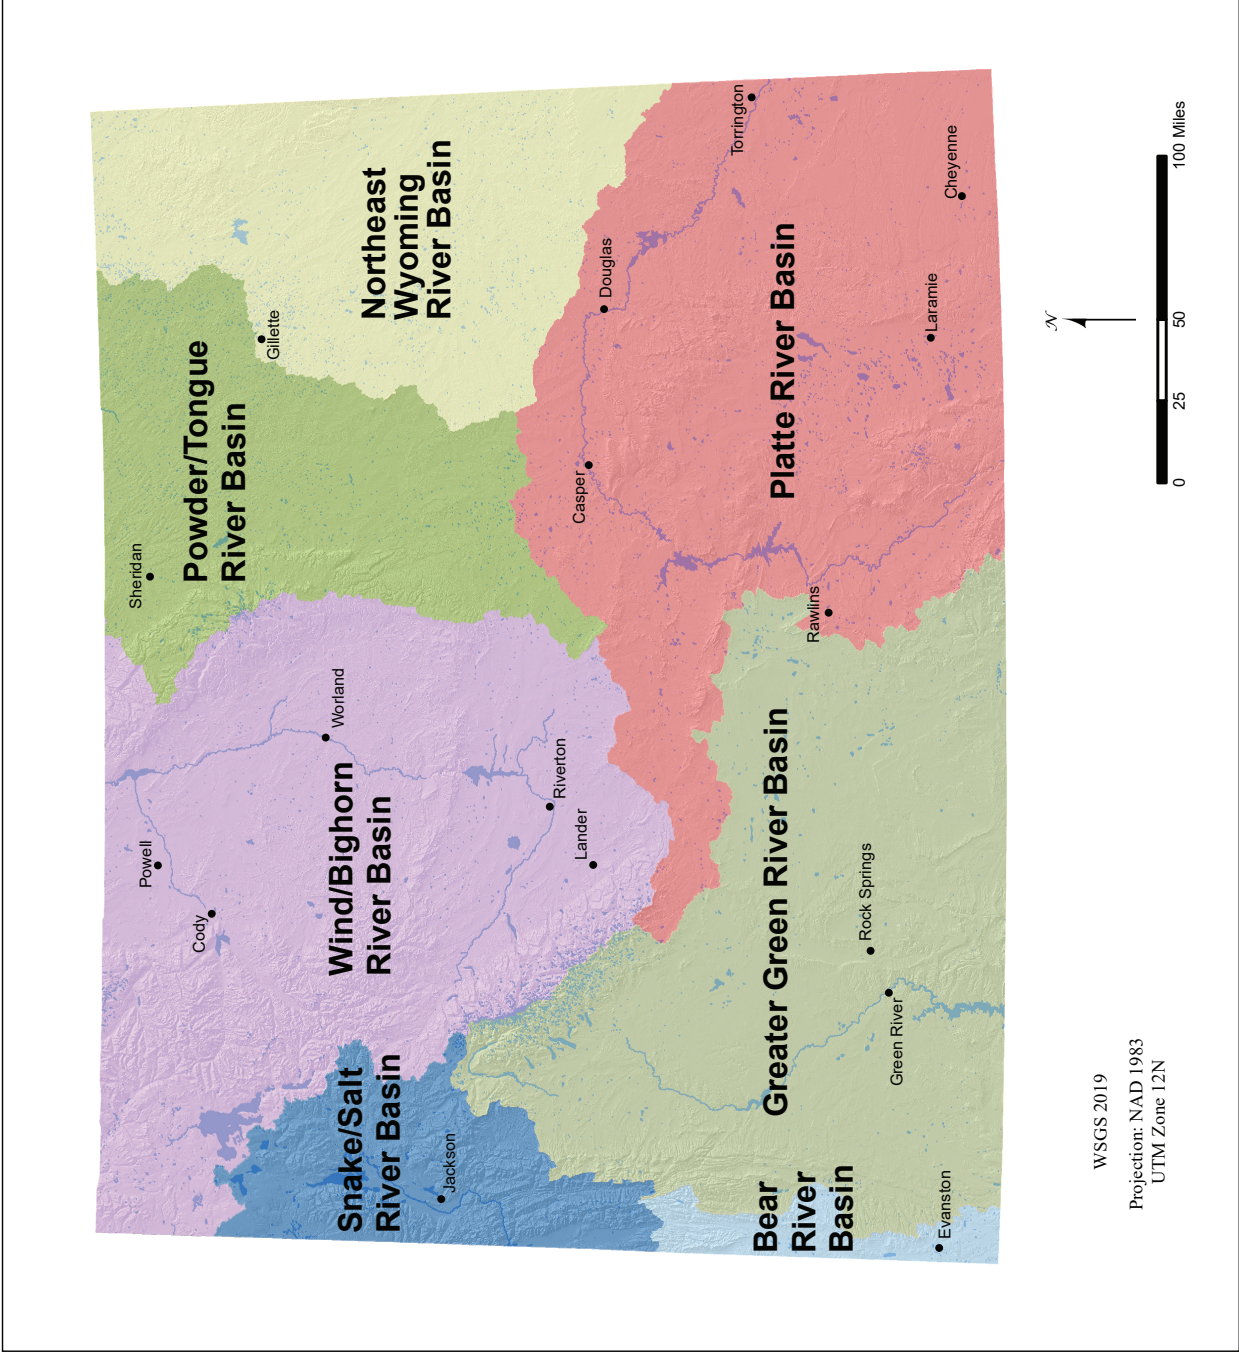 Powell
Cody
Sheridan
Powder/Tongue
River Basin
Gillette
Worland
Wind/Bighorn
River Basin
Northeast
Wyoming
River Basin
Snake/Salt
River Basin
Jackson
Riverton
Lander
Casper
Douglas
Torrington
Platte River Basin
Rawlins
Greater Green River Basin
Bear
River
Basin
Rock Springs
Green River
Evanston
Laramie
Cheyenne
N
WSGS 2019
Projection: NAD 1983
UTM Zone 12N
0 25 50 100 Miles